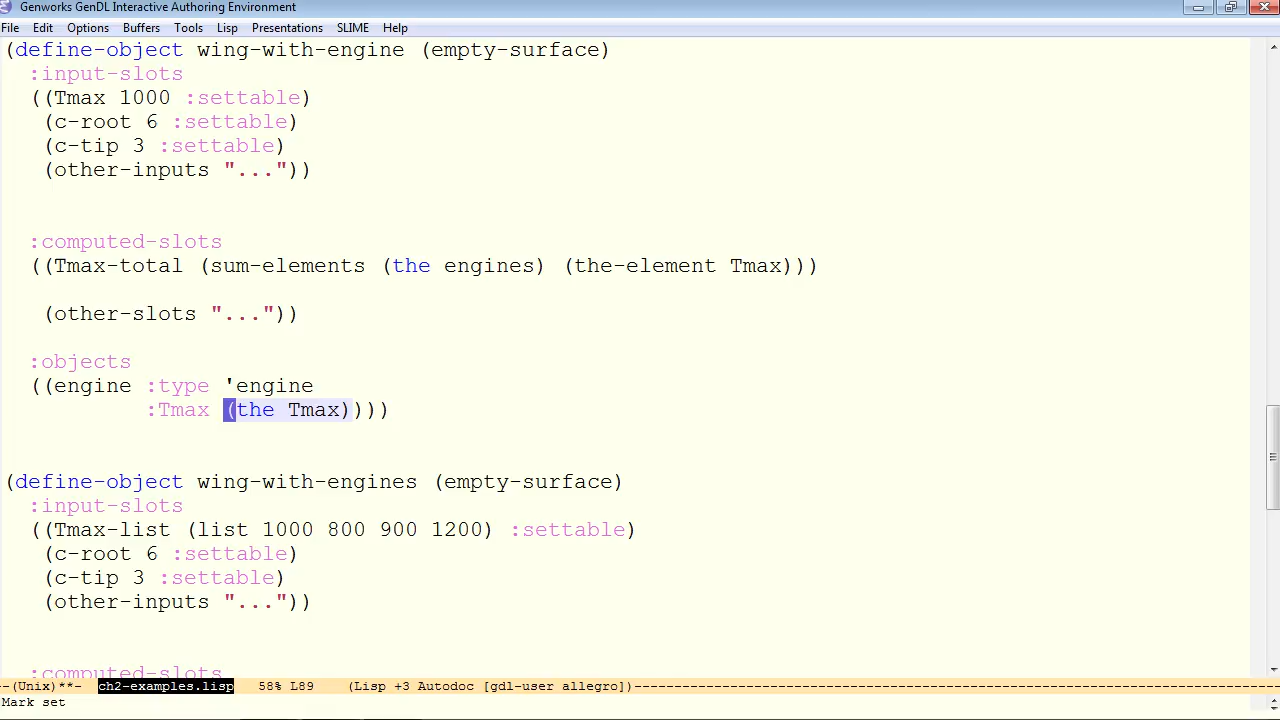 Genworks GenDL Interactive Authoring Environment
File Edit Options Buffers Tools Lisp Presentations SLIME Help
(define-object wing-with-engine (empty-surface)
:input-slots
((Tmax 1000 :settable)
(c-root 6 :settable)
(c-tip 3 :settable)
(other-inputs "..."))
:computed-slots
((Tmax-total (sum-elements (the engines) (the-element Tmax)))
(other-slots "..."))
:objects
((engine :type 'engine
:Tmax (the Tmax))))
(define-object wing-with-engines (empty-surface)
:input-slots
((Tmax-list (list 1000 800 900 1200) :settable)
(c-root 6 :settable)
(c-tip 3 :settable)
(other-inputs "..."))
:computed-slots
--(Unix)**- ch2-examples.lisp 58% L89 (Lisp +3 Autodoc [gdl-user allegro])----------------------------------------
Mark set